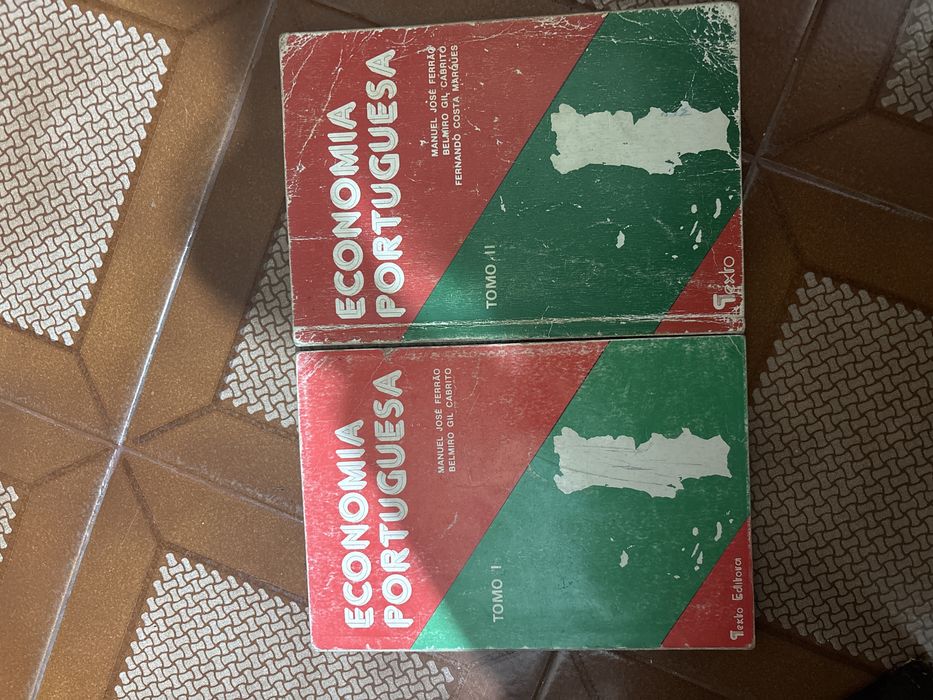 ECONOMIA
PORTUGUESA
MANUEL JOSÉ FERRÃO
BELMIRO GIL CABRITO
FERNANDO COSTA MARQUES
TOMO II
Texto
ECONOMIA
PORTUGUESA
MANUEL JOSÉ FERRÃO
BELMIRO GIL CABRITO
TOMO I
Texto Editora